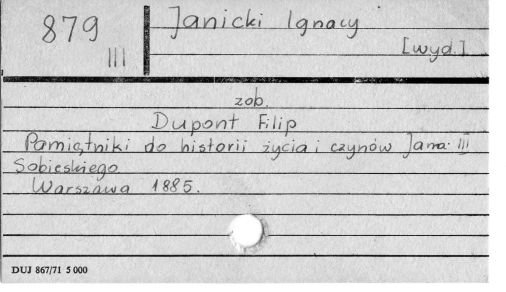 879
III
Janicki Ignacy
[wyd.]
zob.
Dupont Filip
Pamiętniki do historii życia i czynów Jana III
Sobieskiego.
Warszawa 1885.
DUJ 867/71 5 000